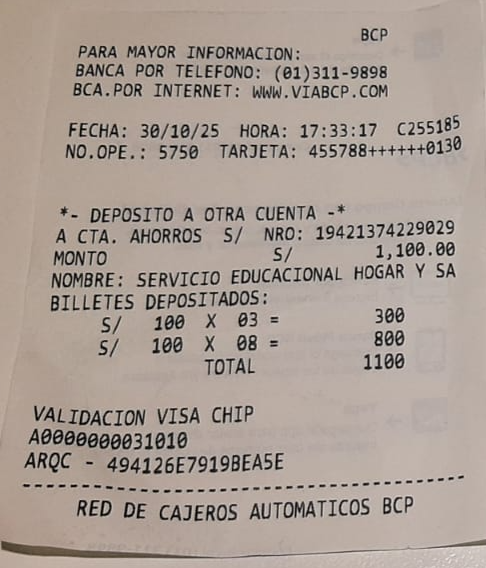 BCP
PARA MAYOR INFORMACION:
BANCA POR TELEFONO: (01)311-9898
BCA.POR INTERNET: WWW.VIABCP.COM
FECHA: 30/10/25 HORA: 17:33:17 C255185
NO.OPE.: 5750 TARJETA: 455788++++++0130
*- DEPOSITO A OTRA CUENTA -*
A CTA. AHORROS S/ NRO: 19421374229029
MONTO S/ 1,100.00
NOMBRE: SERVICIO EDUCACIONAL HOGAR Y SA
BILLETES DEPOSITADOS:
S/ 100 X 03 = 300
S/ 100 X 08 = 800
TOTAL 1100
VALIDACION VISA CHIP
A0000000031010
ARQC - 494126E7919BEA5E
RED DE CAJEROS AUTOMATICOS BCP